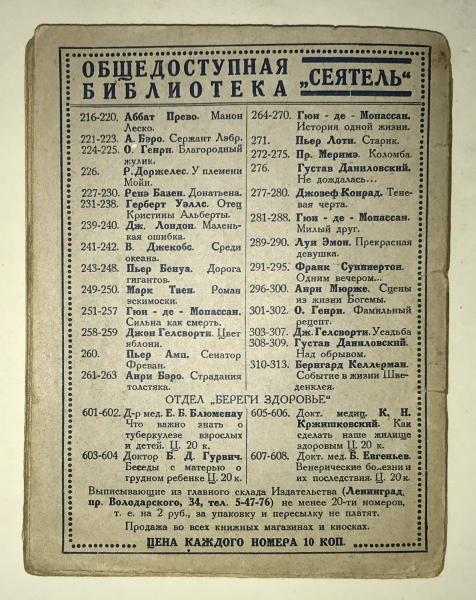 ОБЩЕДОСТУПНАЯ
БИБЛИОТЕКА „СЕЯТЕЛЬ“
216-220. Аббат Прево. Манон
Леско.
221-223. А. Бэро. Сержант Лэбр.
224-225. О. Генри. Благородный
жулик.
226. Р. Доржелес. У племени
Мойи.
227-230. Ренэ Базен. Донатьена.
231-238. Герберт Уэллс. Отец
Кристины Альберты.
239-240. Дж. Лондон. Малень-
кая ошибка.
241-242. В. Джекобс. Среди
океана.
243-248. Пьер Бенуа. Дорога
гигантов.
249-250. Марк Твен. Роман
эскимоски.
251-257 Гюи - де - Мопассан.
Сильна как смерть.
258-259 Джон Голсворти. Цвет
яблони.
260. Пьер Амп. Сенатор
Фреван.
261-263 Анри Бэро. Страдания
толстяка.
264-270. Гюи - де - Мопассан.
История одной жизни.
271. Пьер Лоти. Старик.
272-275. Пр. Меримэ. Коломба.
276. Густав Даниловский.
Не дождалась...
277-280. Джозеф Конрад. Тене-
вая черта.
281-288. Гюи - де - Мопассан.
Милый друг.
289-290. Луи Эмон. Прекрасная
девушка.
291-295. Франк Суиннертон.
Одним вечером...
296-300. Анри Мюрже. Сцены
из жизни Богемы.
301-302. О. Генри. Фамильный
рецепт.
303-307. Дж. Гелсворти. Усадьба
308-309. Густав Даниловский.
Над обрывом.
310-313. Бернгард Келлерман.
Событие в жизни Шве-
денклея.
ОТДЕЛ „БЕРЕГИ ЗДОРОВЬЕ“
601-602. Д-р мед. Е. Б. Блюменау
Что важно знать о
туберкулезе взрослых
и детей. Ц. 20 к.
603-604 Доктор Б. Д. Гурвич.
Беседы с матерью о
грудном ребенке Ц. 20 к.
605-606. Докт. медиц. К. Н.
Кржишковский. Как
сделать наше жилище
здоровым Ц. 20 к.
607-608. Докт. мед. Б. Евгеньев.
Венерические болезни и
их последствия. Ц. 20 к.
Выписывающие из главного склада Издательства (Ленинград,
пр. Володарского, 34, тел. 5-47-76) не менее 20-ти номеров,
т. е. на 2 руб., за упаковку и пересылку не платят.
Продажа во всех книжных магазинах и киосках.
ЦЕНА КАЖДОГО НОМЕРА 10 КОП.